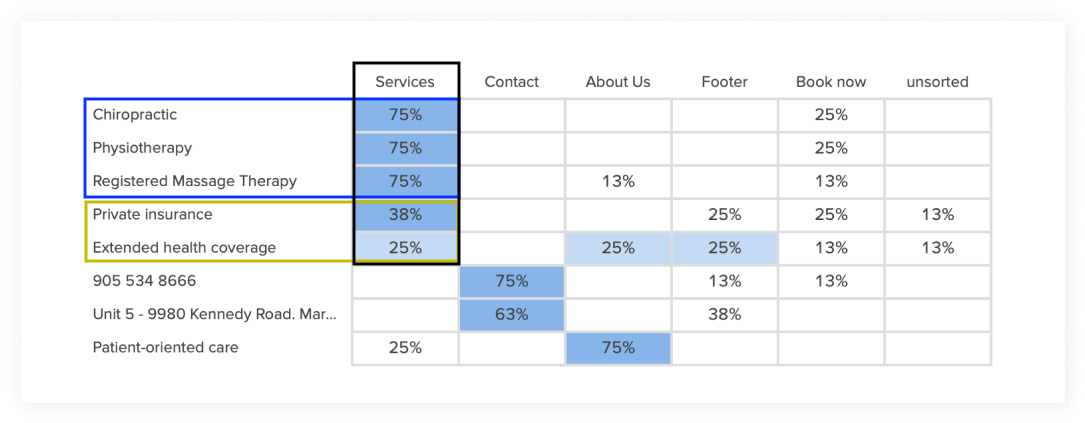 Services Contact About Us Footer Book now unsorted
Chiropractic 75% 25%
Physiotherapy 75% 25%
Registered Massage Therapy 75% 13% 13%
Private insurance 38% 25% 25% 13%
Extended health coverage 25% 25% 25% 13% 13%
905 534 8666 75% 13% 13%
Unit 5 - 9980 Kennedy Road. Mar... 63% 38%
Patient-oriented care 25% 75%